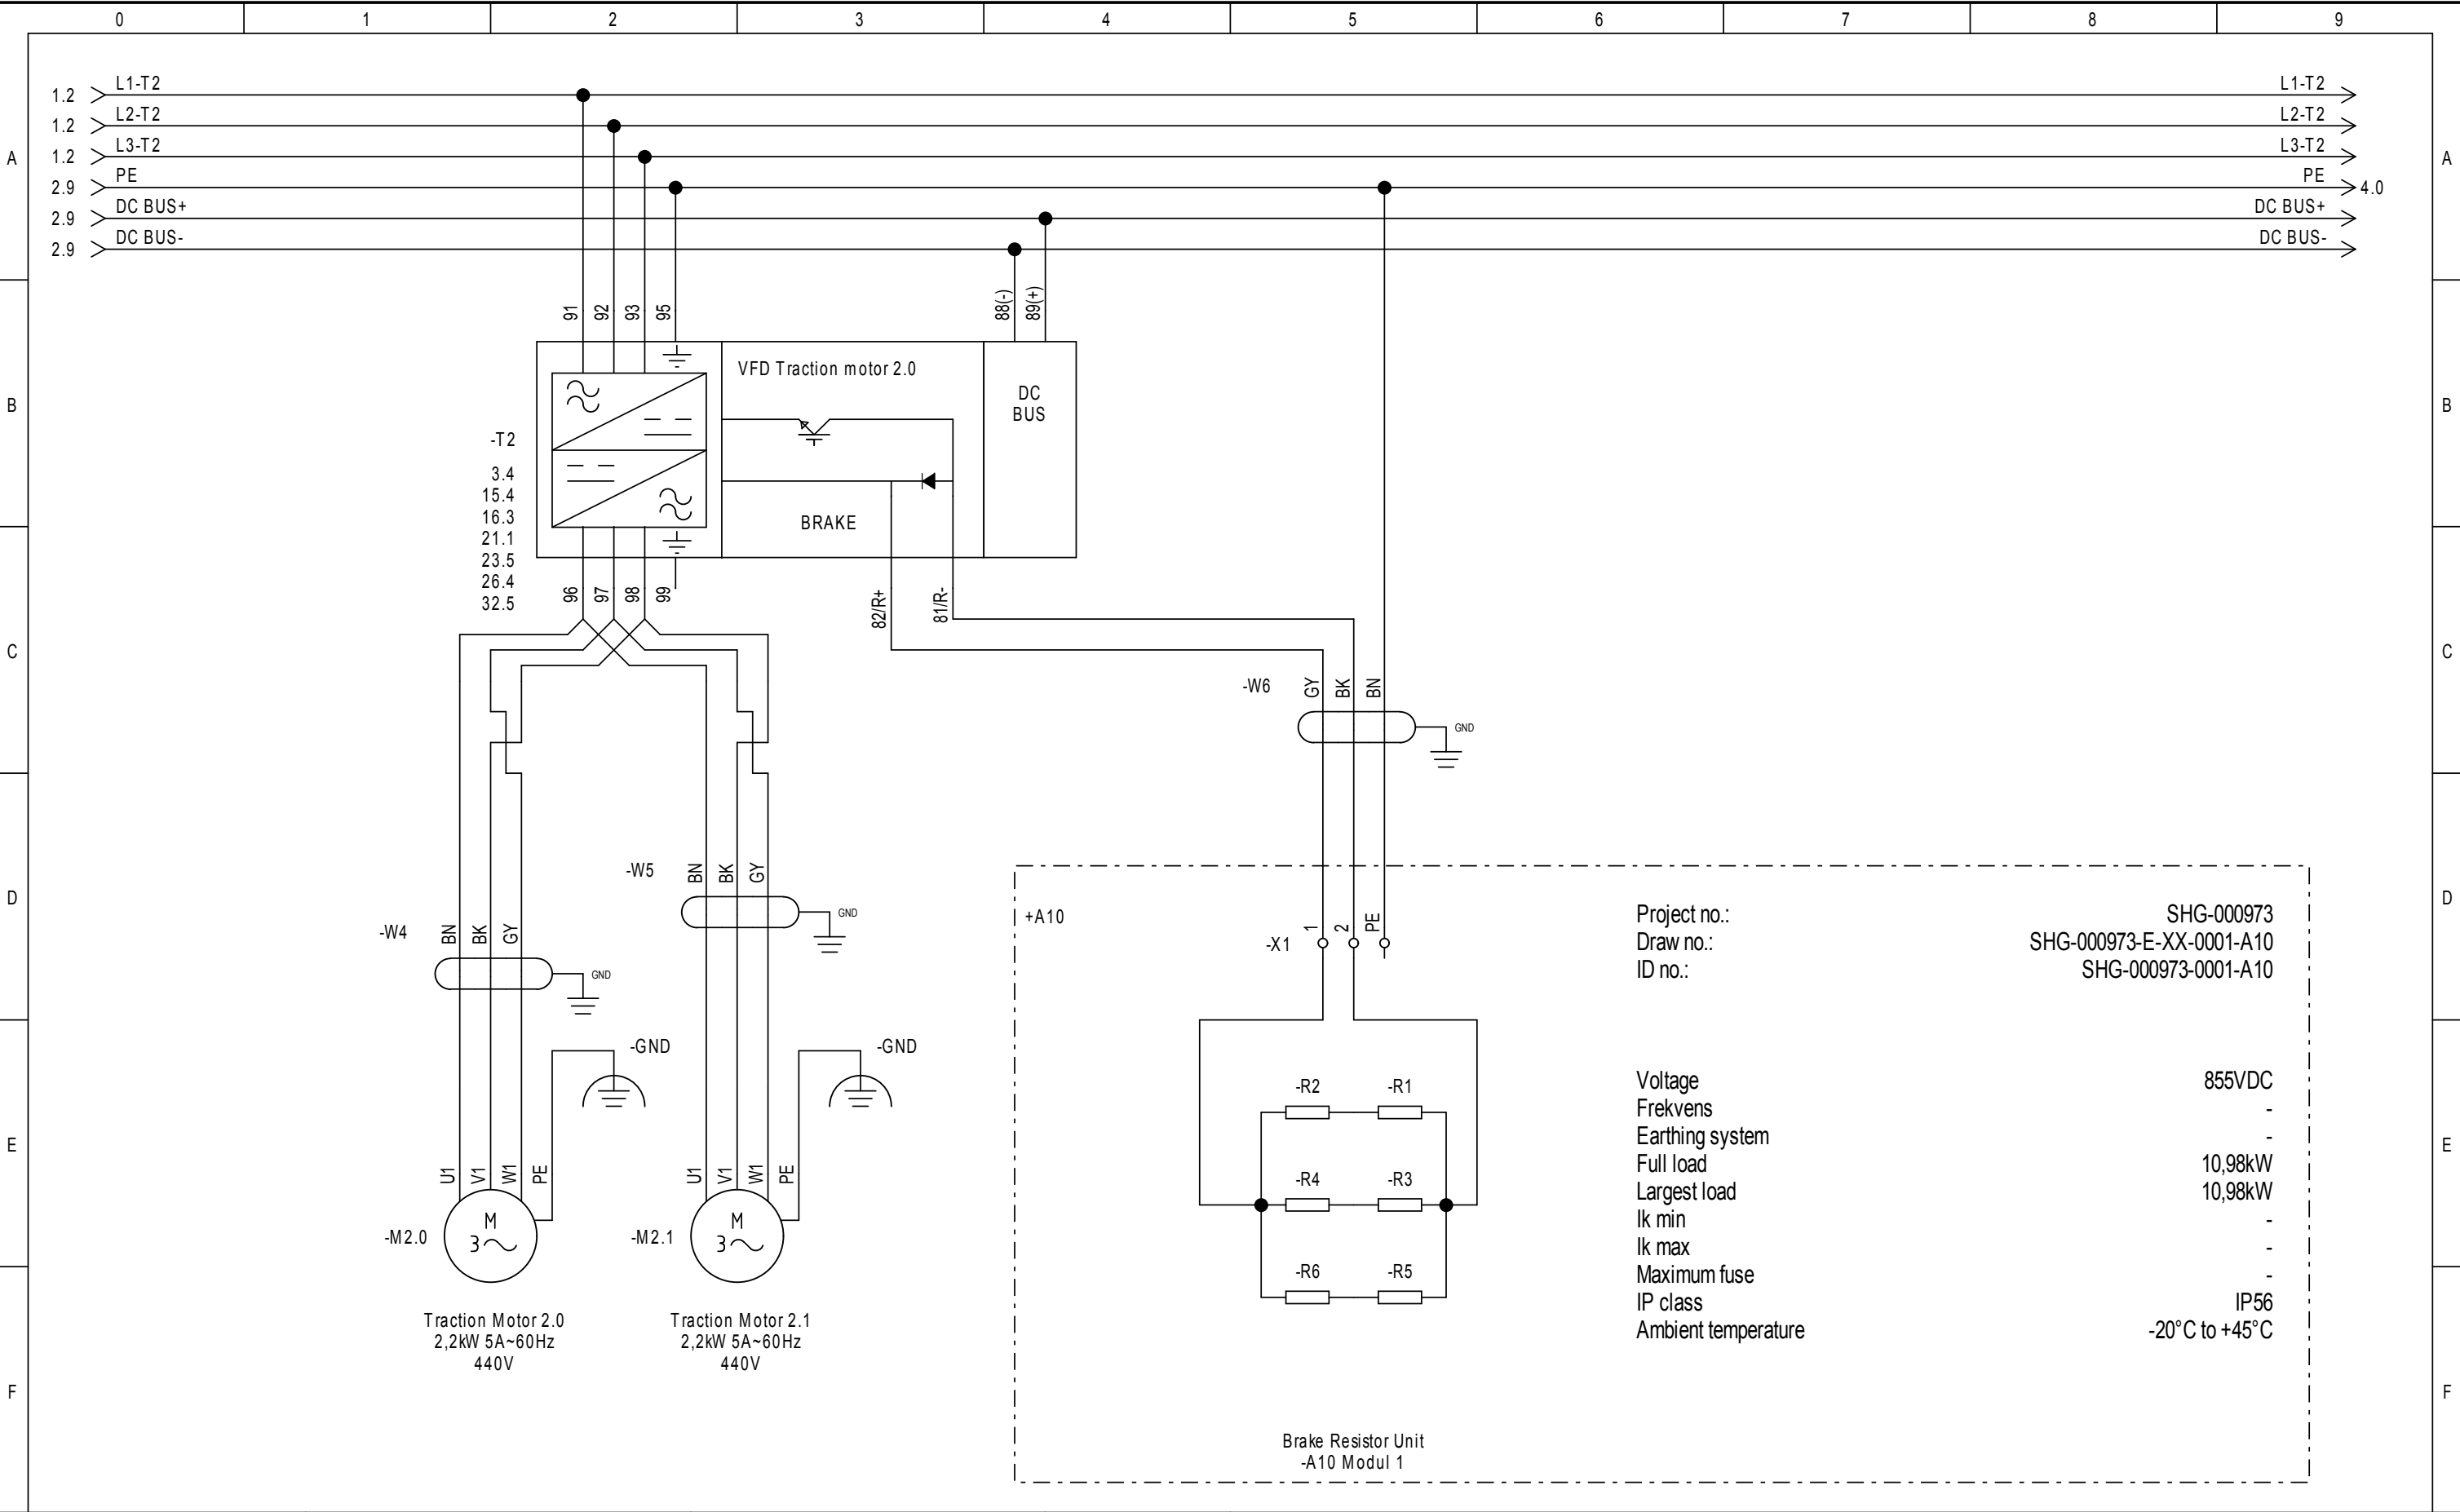 0 1 2 3 4 5 6 7 8 9
1.2 L1-T2 L1-T2
1.2 L2-T2 L2-T2
1.2 L3-T2 L3-T2
A A
2.9 PE PE 4.0
2.9 DC BUS+ DC BUS+
2.9 DC BUS- DC BUS-
91 92 93 95 88(-) 89(+)
VFD Traction motor 2.0
DC
BUS
B B
-T2
3.4
15.4
16.3
21.1
23.5
26.4
32.5
BRAKE
96 97 98 99 82/R+ 81/R-
C C
-W6 GY BK BN
GND
-W5 BN BK GY
GND
D D
-W4 BN BK GY
GND
+A10
-X1 1 2 PE
Project no.: SHG-000973
Draw no.: SHG-000973-E-XX-0001-A10
ID no.: SHG-000973-0001-A10
-GND -GND
Voltage 855VDC
Frekvens -
Earthing system -
Full load 10,98kW
Largest load 10,98kW
Ik min -
Ik max -
Maximum fuse -
IP class IP56
Ambient temperature -20°C to +45°C
-R2 -R1
E E
-R4 -R3
-R6 -R5
U1 V1 W1 PE U1 V1 W1 PE
-M2.0 M 3 -M2.1 M 3
Traction Motor 2.0
2,2kW 5A~60Hz
440V
Traction Motor 2.1
2,2kW 5A~60Hz
440V
F F
Brake Resistor Unit
-A10 Modul 1